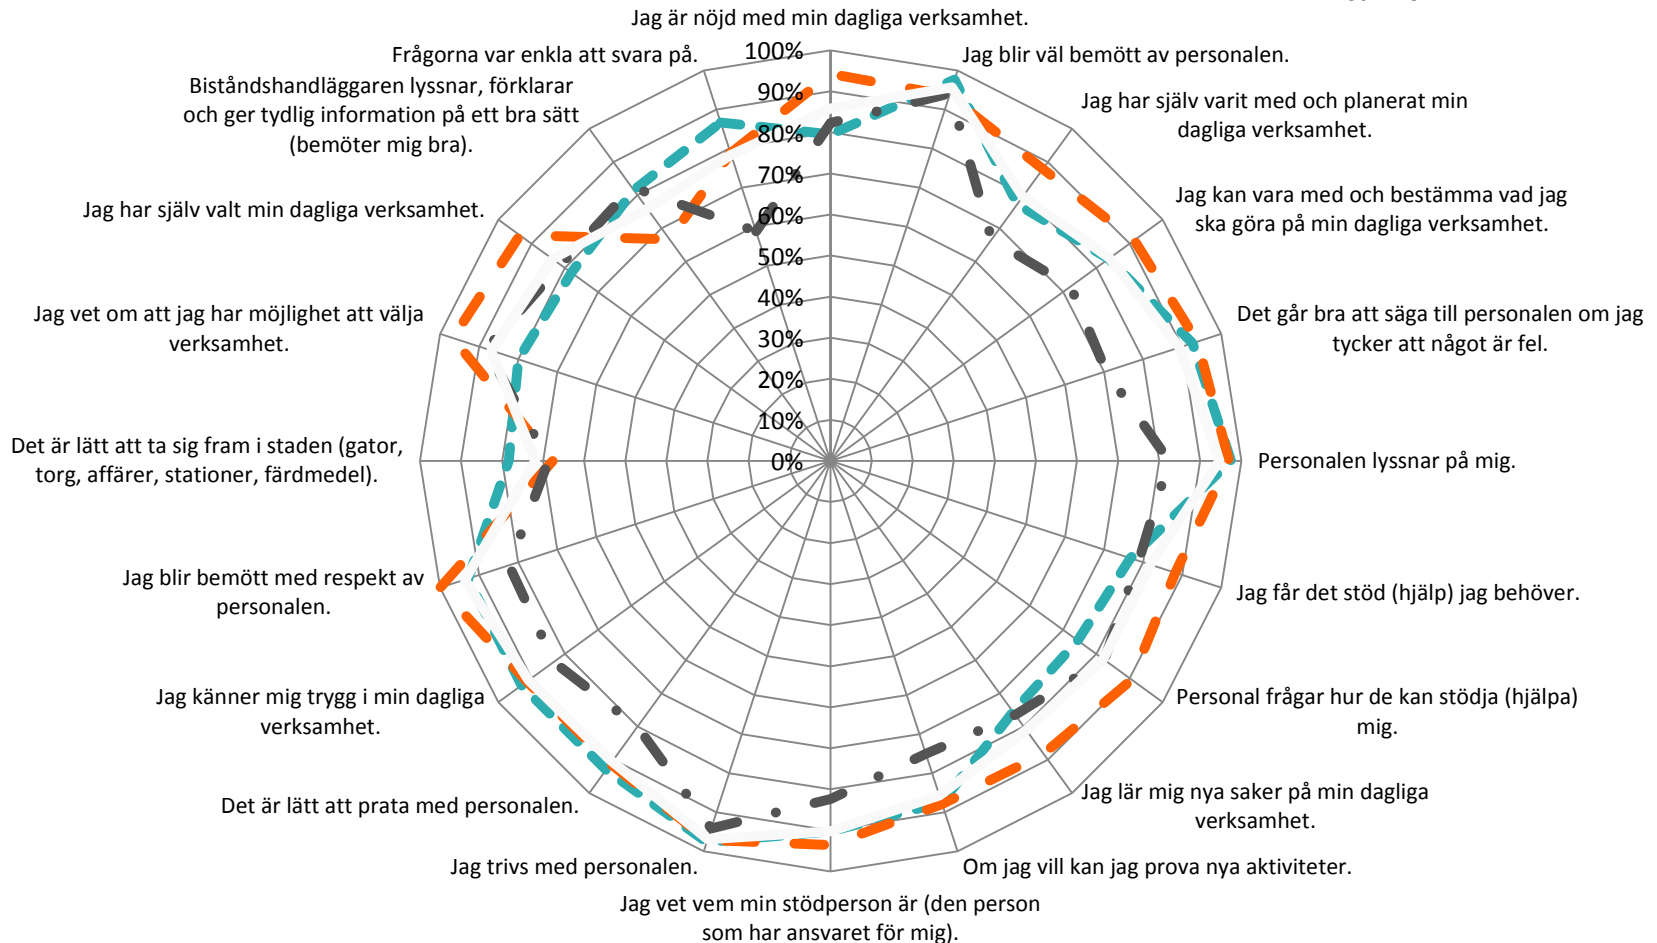 Jag är nöjd med min dagliga verksamhet.
Jag blir väl bemött av personalen.
Jag har själv varit med och planerat min
dagliga verksamhet.
Jag kan vara med och bestämma vad jag
ska göra på min dagliga verksamhet.
Det går bra att säga till personalen om jag
tycker att något är fel.
Personalen lyssnar på mig.
Jag får det stöd (hjälp) jag behöver.
Personal frågar hur de kan stödja (hjälpa)
mig.
Jag lär mig nya saker på min dagliga
verksamhet.
Om jag vill kan jag prova nya aktiviteter.
Jag vet vem min stödperson är (den person
som har ansvaret för mig).
Jag trivs med personalen.
Det är lätt att prata med personalen.
Jag känner mig trygg i min dagliga
verksamhet.
Jag blir bemött med respekt av
personalen.
Det är lätt att ta sig fram i staden (gator,
torg, affärer, stationer, färdmedel).
Jag vet om att jag har möjlighet att välja
verksamhet.
Jag har själv valt min dagliga verksamhet.
Biståndshandläggaren lyssnar, förklarar
och ger tydlig information på ett bra sätt
(bemöter mig bra).
Frågorna var enkla att svara på.
100%
90%
80%
70%
60%
50%
40%
30%
20%
10%
0%